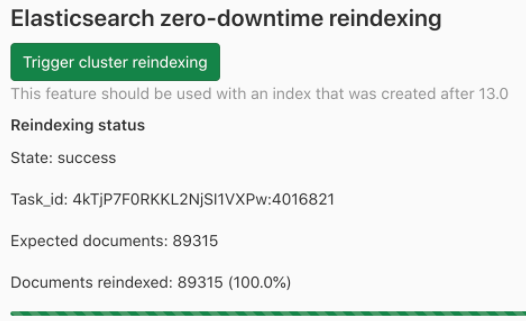 Elasticsearch zero-downtime reindexing
Trigger cluster reindexing
This feature should be used with an index that was created after 13.0
Reindexing status
State: success
Task_id: 4kTjP7F0RKKL2NjSI1VXPw:4016821
Expected documents: 89315
Documents reindexed: 89315 (100.0%)